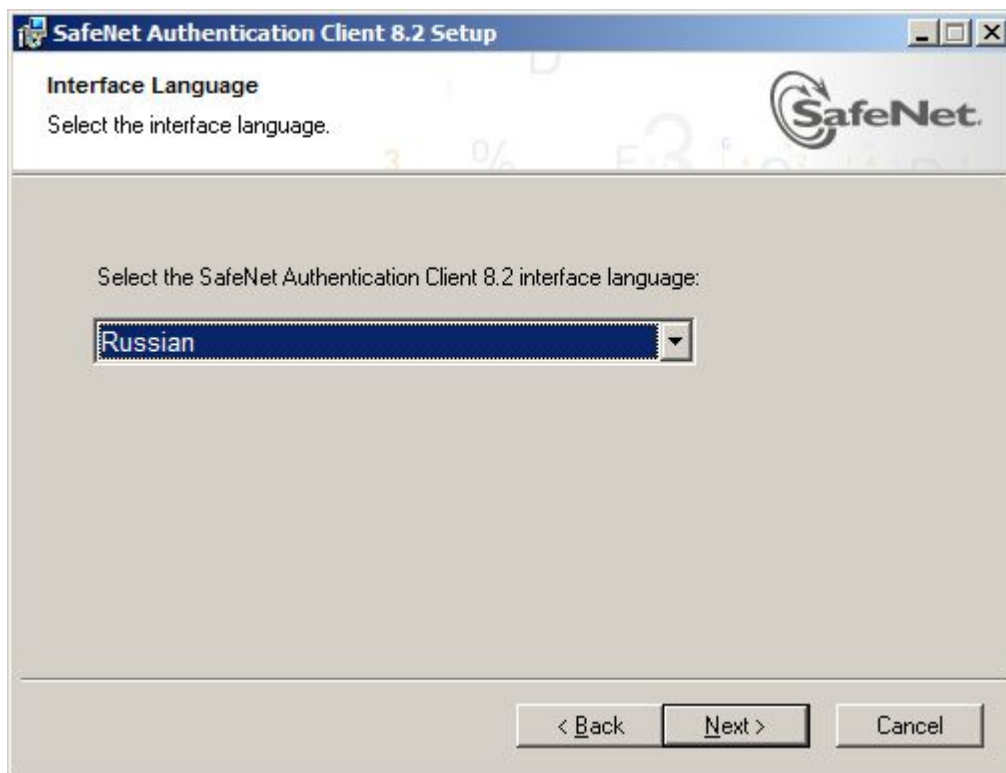 SafeNet Authentication Client 8.2 Setup
Interface Language
Select the interface language.
SafeNet.
Select the SafeNet Authentication Client 8.2 interface language:
Russian
< Back
Next >
Cancel